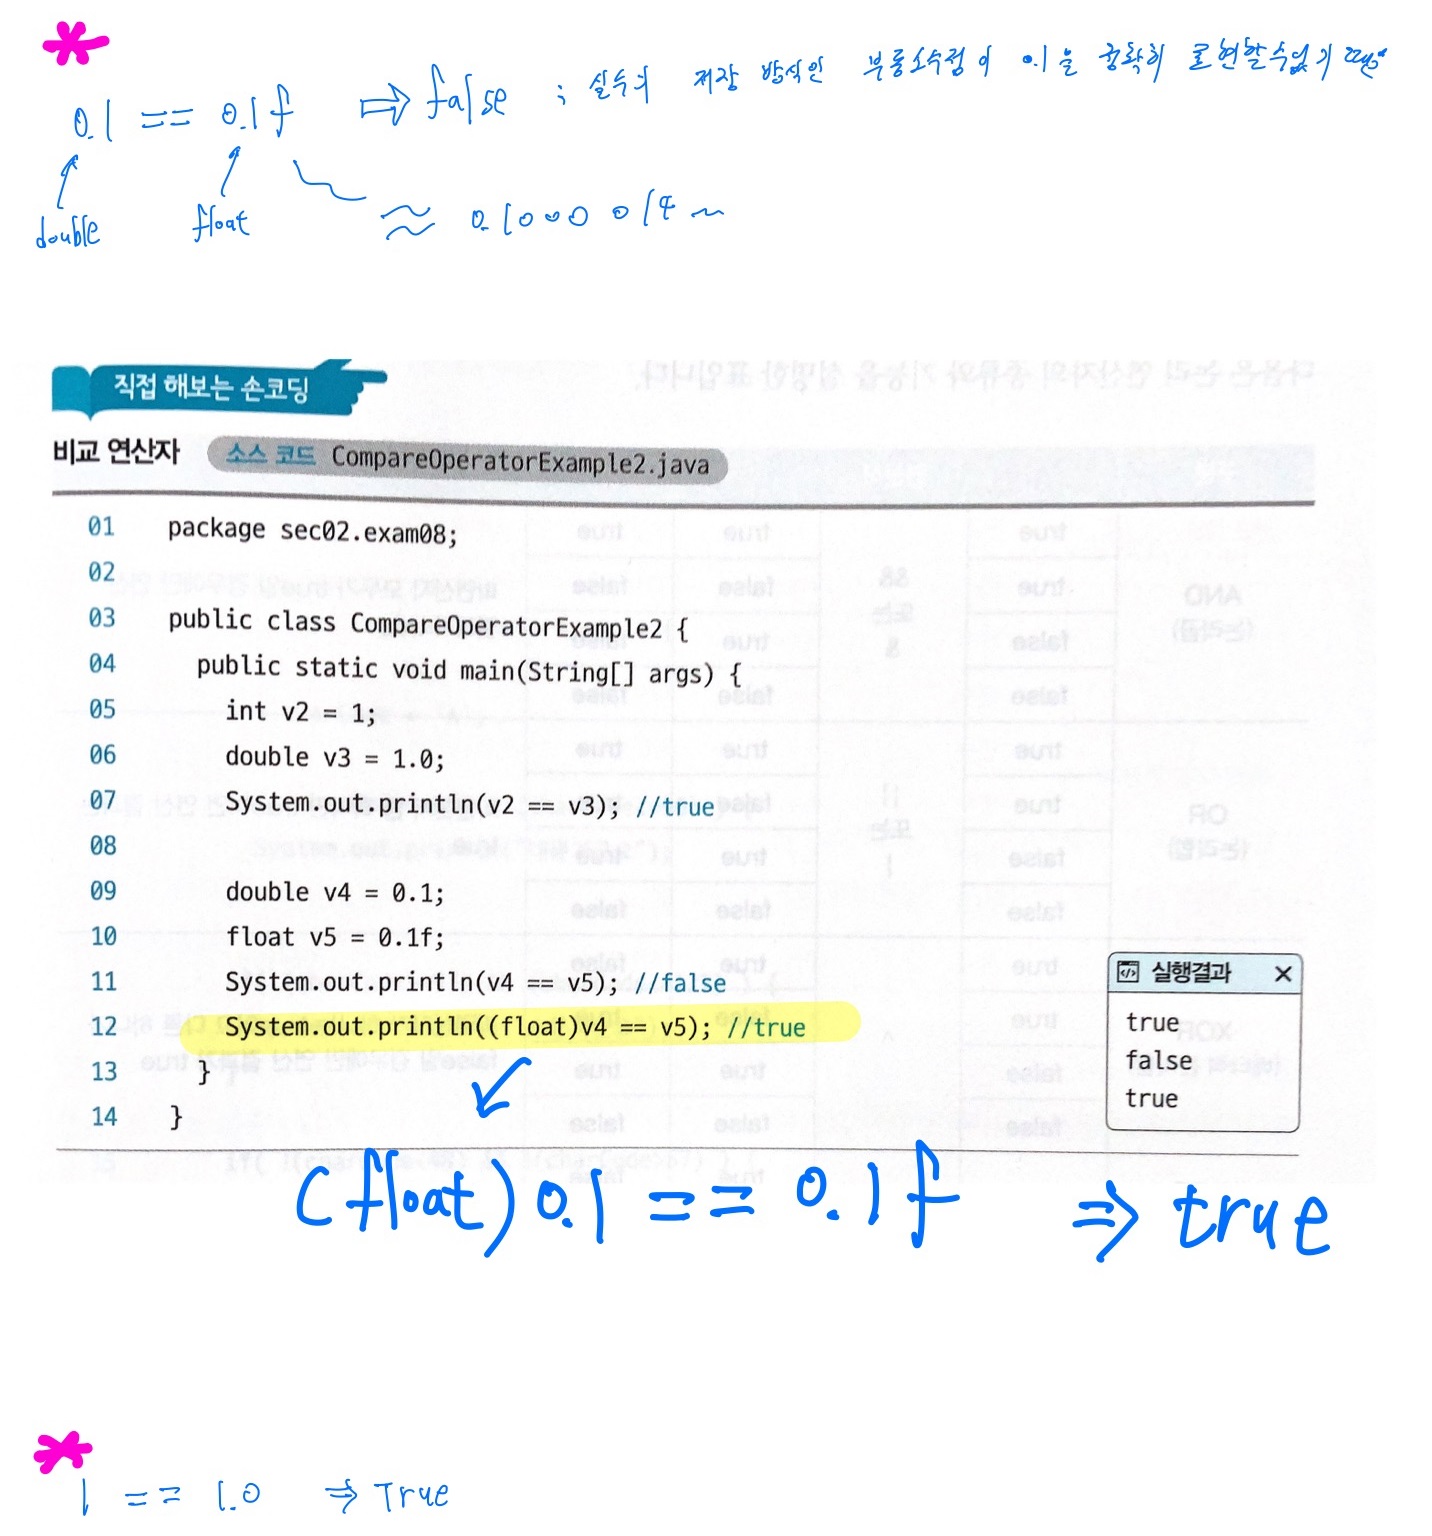 0.1 == 0.1f ⇒ false ; 실수의 저장 방식인 부동소수점이 0.1을 정확히 표현할 수 없기 때문
double float ≈ 0.1000014~
직접 해보는 손코딩
비교 연산자 소스 코드 CompareOperatorExample2.java
01 package sec02.exam08;
02
03 public class CompareOperatorExample2 {
04 public static void main(String[] args) {
05 int v2 = 1;
06 double v3 = 1.0;
07 System.out.println(v2 == v3); //true
08
09 double v4 = 0.1;
10 float v5 = 0.1f;
11 System.out.println(v4 == v5); //false
12 System.out.println((float)v4 == v5); //true
13 }
14 }
실행결과
true
false
true
(float)0.1 == 0.1f ⇒ true
1 == 1.0 ⇒ True